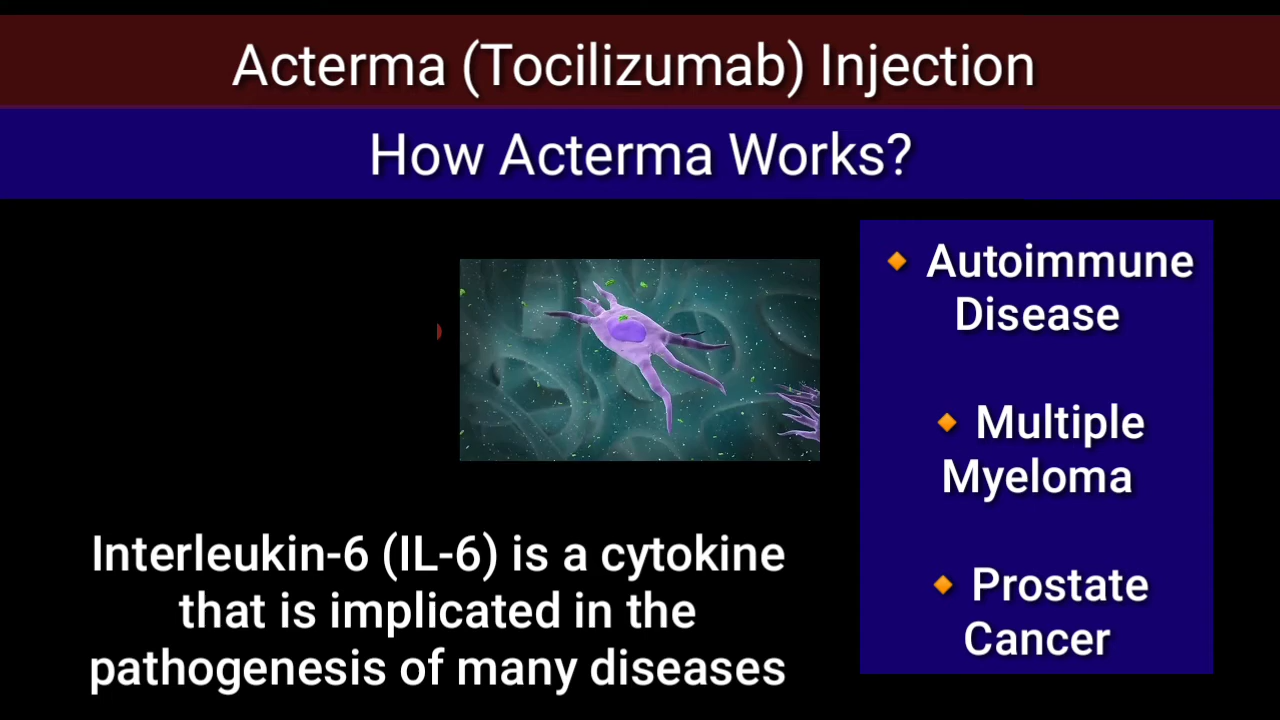 Acterma (Tocilizumab) Injection
How Acterma Works?
🔸 Autoimmune
Disease
🔸 Multiple
Myeloma
🔸 Prostate
Cancer
Interleukin-6 (IL-6) is a cytokine
that is implicated in the
pathogenesis of many diseases